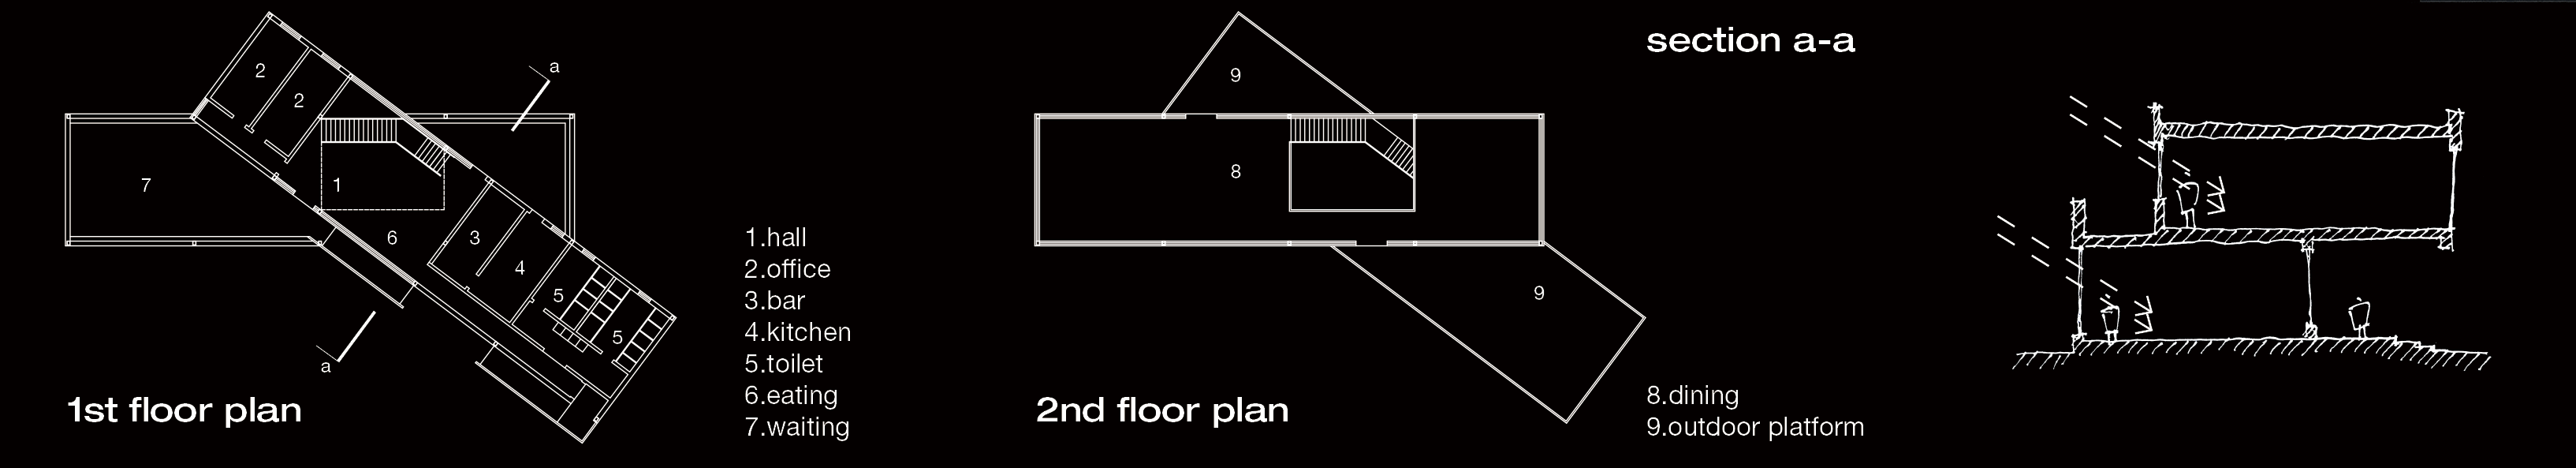 2
2
a
7
1
6
3
4
5
5
a
1st floor plan
1.hall
2.office
3.bar
4.kitchen
5.toilet
6.eating
7.waiting
9
8
9
2nd floor plan
8.dining
9.outdoor platform
section a-a